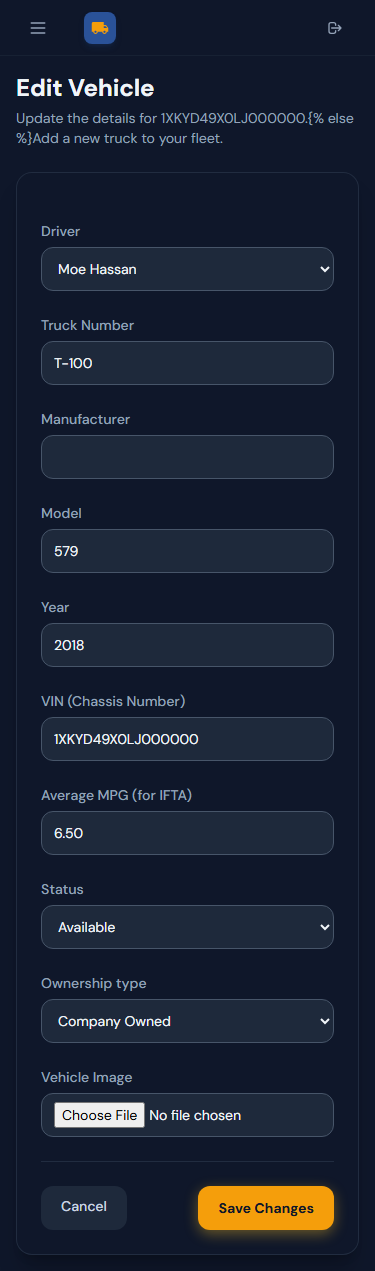 Edit Vehicle
Update the details for 1XKYD49X0LJ000000.{% else
%}Add a new truck to your fleet.
Driver
Moe Hassan
Truck Number
T-100
Manufacturer
Model
579
Year
2018
VIN (Chassis Number)
1XKYD49X0LJ000000
Average MPG (for IFTA)
6.50
Status
Available
Ownership type
Company Owned
Vehicle Image
Choose File No file chosen
Cancel
Save Changes